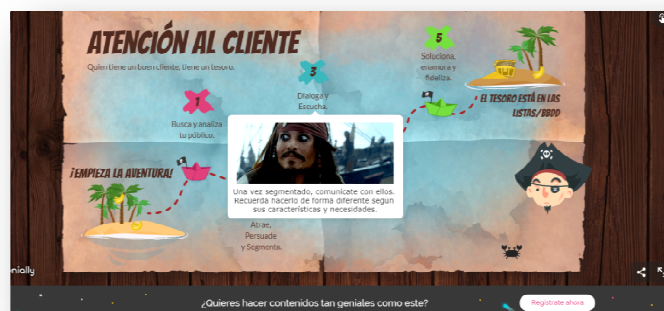 ATENCIÓN AL CLIENTE
Quien tiene un buen cliente, tiene un tesoro.
5
Soluciona,
enamora y
fideliza.
3
Dialoga y
Escucha.
1
Busca y analiza
tu público.
EL TESORO ESTÁ EN LAS
LISTAS/BBDD
¡EMPIEZA LA AVENTURA!
Una vez segmentado, comunícate con ellos.
Recuerda hacerlo de forma diferente según
sus características y necesidades.
Atrae,
Persuade
y Segmenta.
nially
¿Quieres hacer contenidos tan geniales como este?
Regístrate ahora